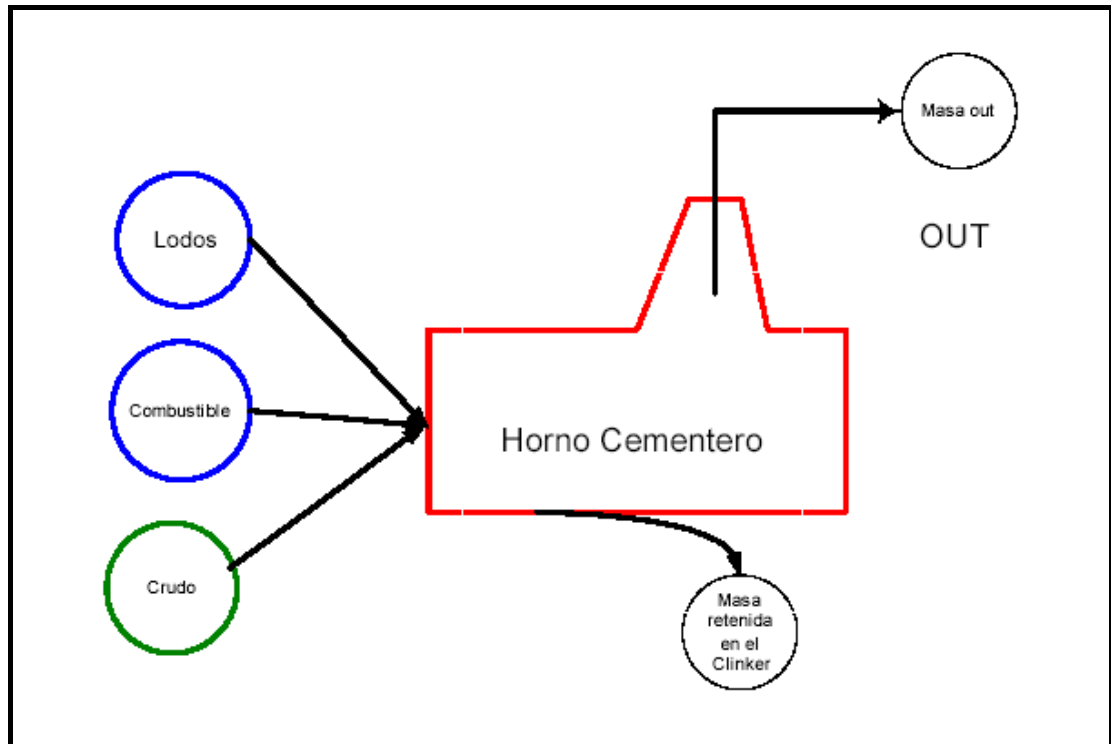 Masa out
OUT
Lodos
Combustible
Horno Cementero
Crudo
Masa
retenida
en el
Clinker